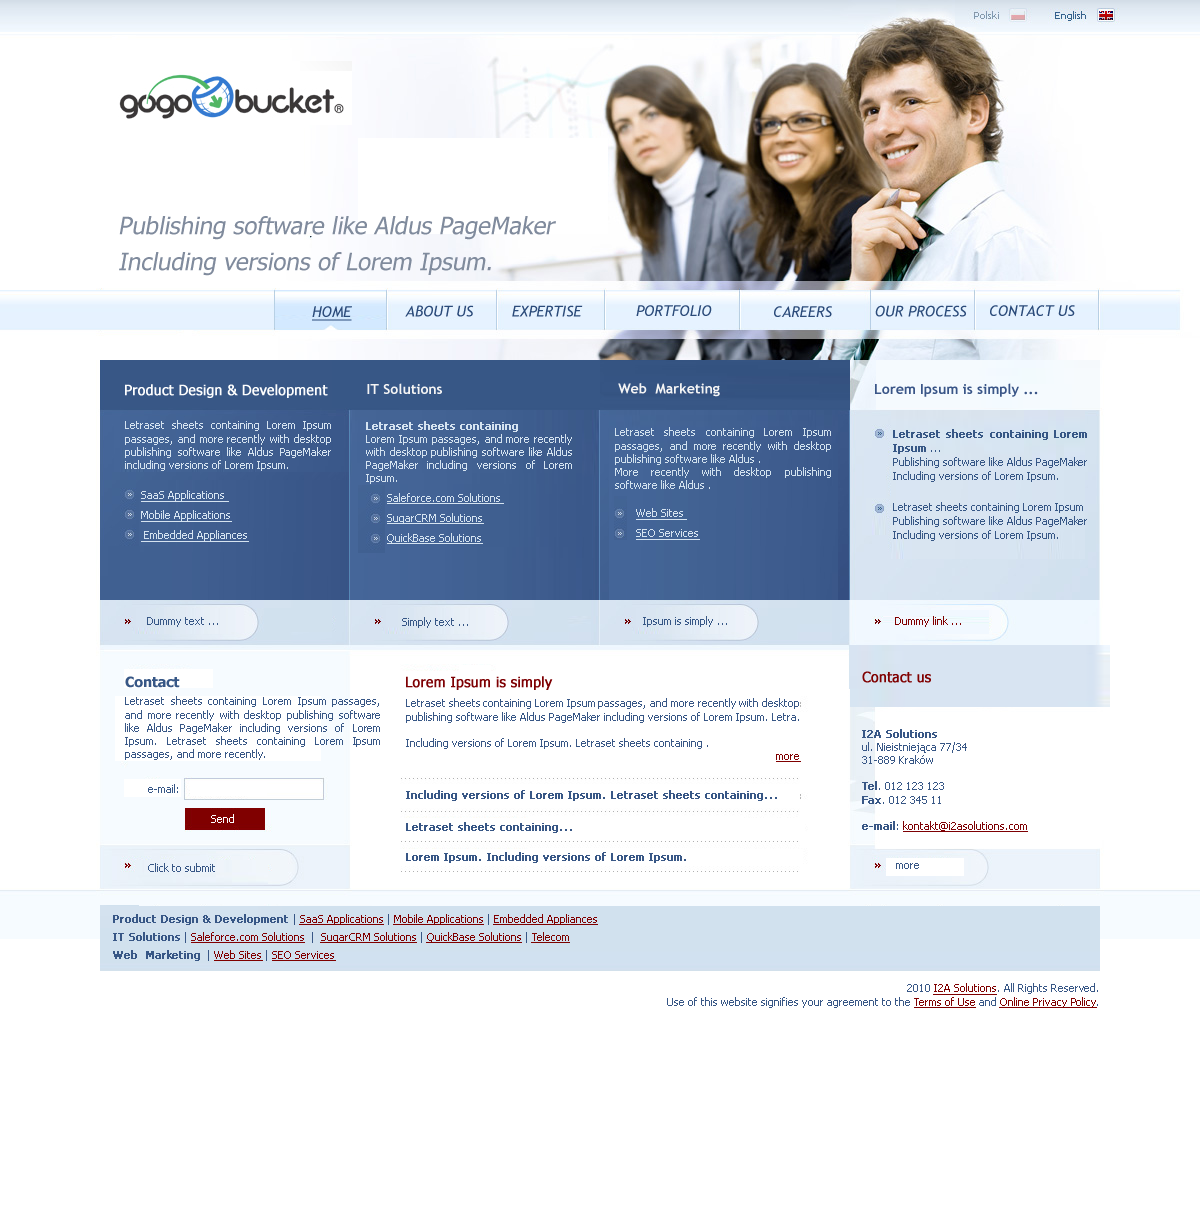 Polski English
gogobucket®
Publishing software like Aldus PageMaker
Including versions of Lorem Ipsum.
HOME ABOUT US EXPERTISE PORTFOLIO CAREERS OUR PROCESS CONTACT US
Product Design & Development
Letraset sheets containing Lorem Ipsum
passages, and more recently with desktop
publishing software like Aldus PageMaker
including versions of Lorem Ipsum.
SaaS Applications
Mobile Applications
Embedded Appliances
Dummy text ...
IT Solutions
Letraset sheets containing
Lorem Ipsum passages, and more recently
with desktop publishing software like Aldus
PageMaker including versions of Lorem
Ipsum.
Saleforce.com Solutions
SugarCRM Solutions
QuickBase Solutions
Simply text ...
Web Marketing
Letraset sheets containing Lorem Ipsum
passages, and more recently with desktop
publishing software like Aldus .
More recently with desktop publishing
software like Aldus .
Web Sites
SEO Services
Ipsum is simply ...
Lorem Ipsum is simply ...
Letraset sheets containing Lorem
Ipsum ...
Publishing software like Aldus PageMaker
Including versions of Lorem Ipsum.
Letraset sheets containing Lorem Ipsum
Publishing software like Aldus PageMaker
Including versions of Lorem Ipsum.
Dummy link ...
Contact
Letraset sheets containing Lorem Ipsum passages,
and more recently with desktop publishing software
like Aldus PageMaker including versions of Lorem
Ipsum. Letraset sheets containing Lorem Ipsum
passages, and more recently.
e-mail:
Send
Click to submit
Lorem Ipsum is simply
Letraset sheets containing Lorem Ipsum passages, and more recently with desktop
publishing software like Aldus PageMaker including versions of Lorem Ipsum. Letra.
Including versions of Lorem Ipsum. Letraset sheets containing .
more
Including versions of Lorem Ipsum. Letraset sheets containing...
Letraset sheets containing...
Lorem Ipsum. Including versions of Lorem Ipsum.
Contact us
I2A Solutions
ul. Nieistniejąca 77/34
31-889 Kraków
Tel. 012 123 123
Fax. 012 345 11
e-mail: kontakt@i2asolutions.com
more
Product Design & Development | SaaS Applications | Mobile Applications | Embedded Appliances
IT Solutions | Saleforce.com Solutions | SugarCRM Solutions | QuickBase Solutions | Telecom
Web Marketing | Web Sites | SEO Services
2010 I2A Solutions. All Rights Reserved.
Use of this website signifies your agreement to the Terms of Use and Online Privacy Policy.